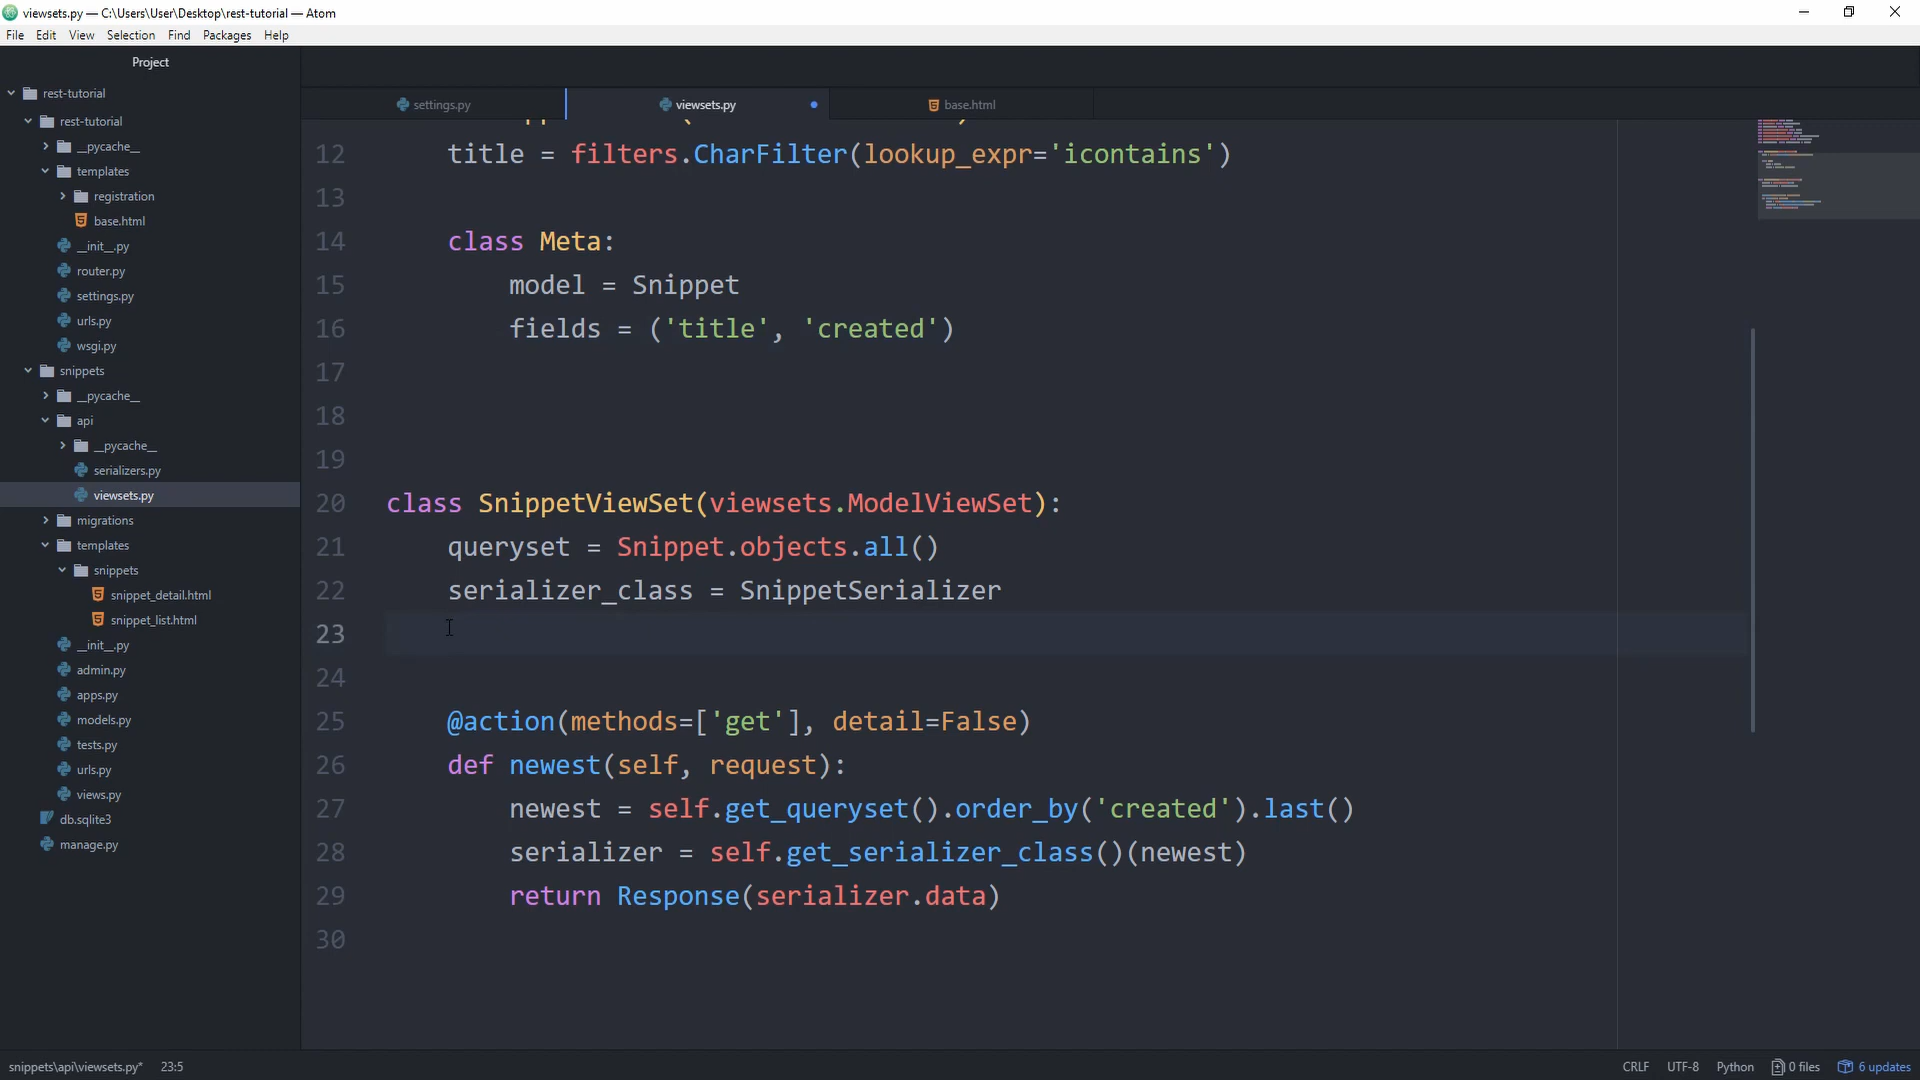 viewsets.py — C:\Users\User\Desktop\rest-tutorial — Atom
File Edit View Selection Find Packages Help
Project
rest-tutorial
rest-tutorial
__pycache__
templates
registration
base.html
__init__.py
router.py
settings.py
urls.py
wsgi.py
snippets
__pycache__
api
__pycache__
serializers.py
viewsets.py
migrations
templates
snippets
snippet_detail.html
snippet_list.html
__init__.py
admin.py
apps.py
models.py
tests.py
urls.py
views.py
db.sqlite3
manage.py
settings.py viewsets.py base.html
12 title = filters.CharFilter(lookup_expr='icontains')
13
14 class Meta:
15 model = Snippet
16 fields = ('title', 'created')
17
18
19
20 class SnippetViewSet(viewsets.ModelViewSet):
21 queryset = Snippet.objects.all()
22 serializer_class = SnippetSerializer
23
24
25 @action(methods=['get'], detail=False)
26 def newest(self, request):
27 newest = self.get_queryset().order_by('created').last()
28 serializer = self.get_serializer_class()(newest)
29 return Response(serializer.data)
30
snippets\api\viewsets.py* 23:5 CRLF UTF-8 Python 0 files 6 updates